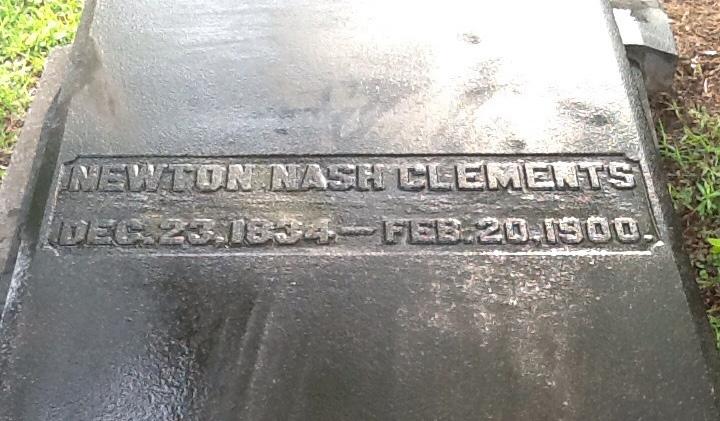 NEWTON NASH CLEMENTS
DEC. 23, 1834 — FEB. 20, 1900.